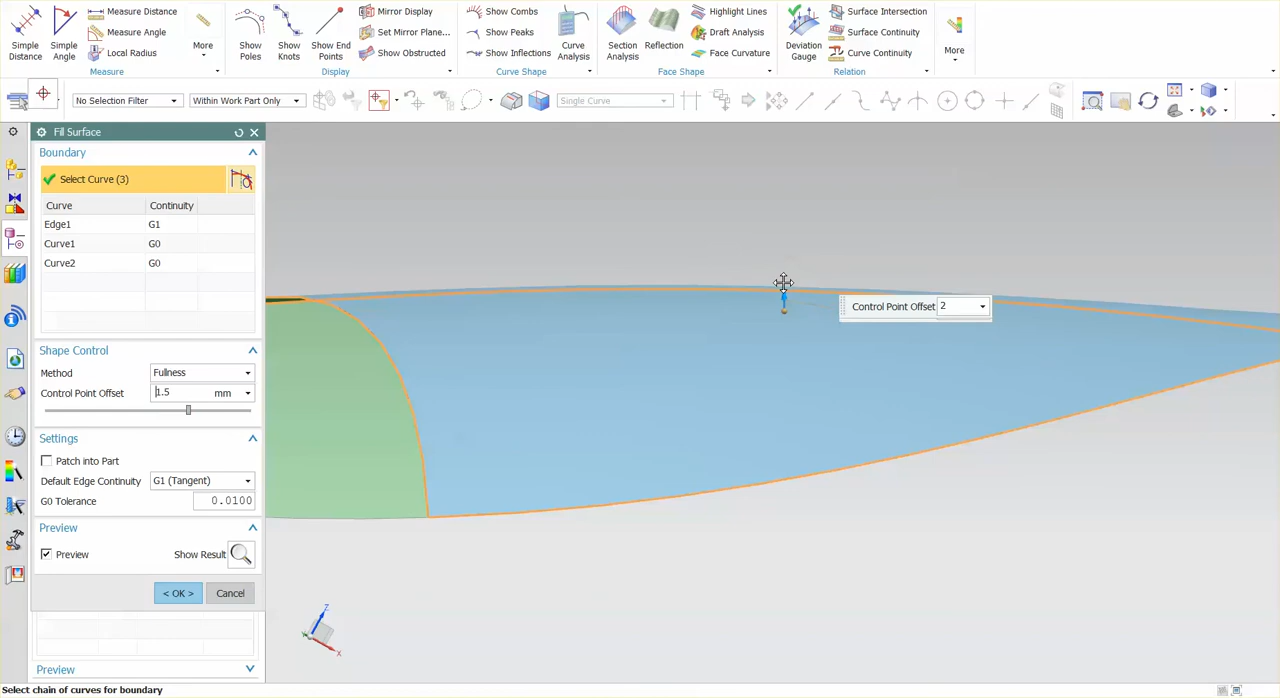 Simple Distance
Simple Angle
Measure Distance
Measure Angle
Local Radius
More
Measure
Show Poles
Show Knots
Show End Points
Mirror Display
Set Mirror Plane...
Show Obstructed
Display
Show Combs
Show Peaks
Show Inflections
Curve Analysis
Curve Shape
Section Analysis
Reflection
Highlight Lines
Draft Analysis
Face Curvature
Face Shape
Deviation Gauge
Surface Intersection
Surface Continuity
Curve Continuity
Relation
More
No Selection Filter
Within Work Part Only
Single Curve
Fill Surface
Boundary
Select Curve (3)
Curve Continuity
Edge1 G1
Curve1 G0
Curve2 G0
Shape Control
Method Fullness
Control Point Offset 1.5 mm
Settings
Patch into Part
Default Edge Continuity G1 (Tangent)
G0 Tolerance 0.0100
Preview
Preview Show Result
< OK > Cancel
Preview
Control Point Offset 2
Z
Y
X
Select chain of curves for boundary